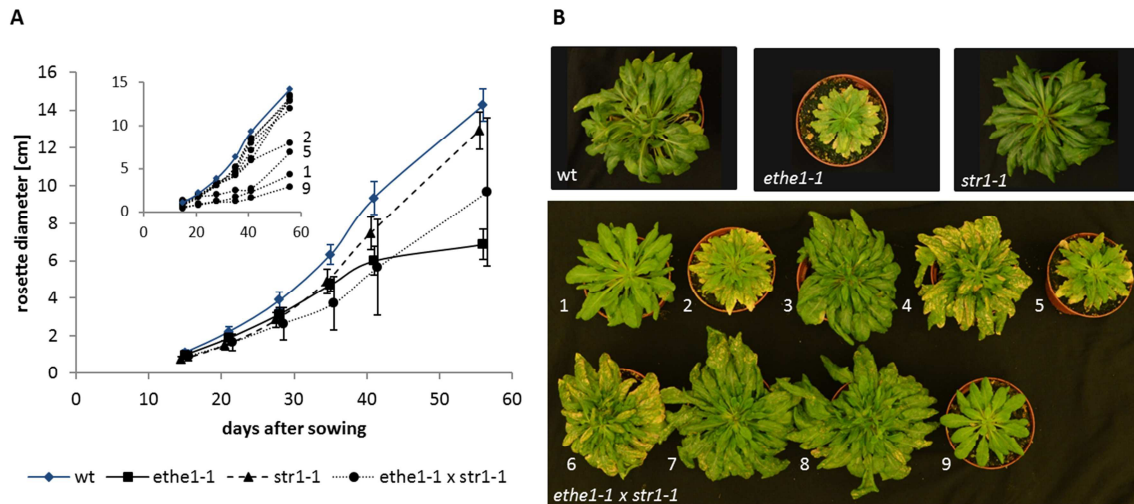 A
B
rosette diameter [cm]
16
14
12
10
8
6
4
2
0
0 10 20 30 40 50 60
days after sowing
15
10
5
0
0 20 40 60
2
5
1
9
wt ethe1-1 str1-1 ethe1-1 x str1-1
wt
ethe1-1
str1-1
1 2 3 4 5
6 7 8 9
ethe1-1 x str1-1